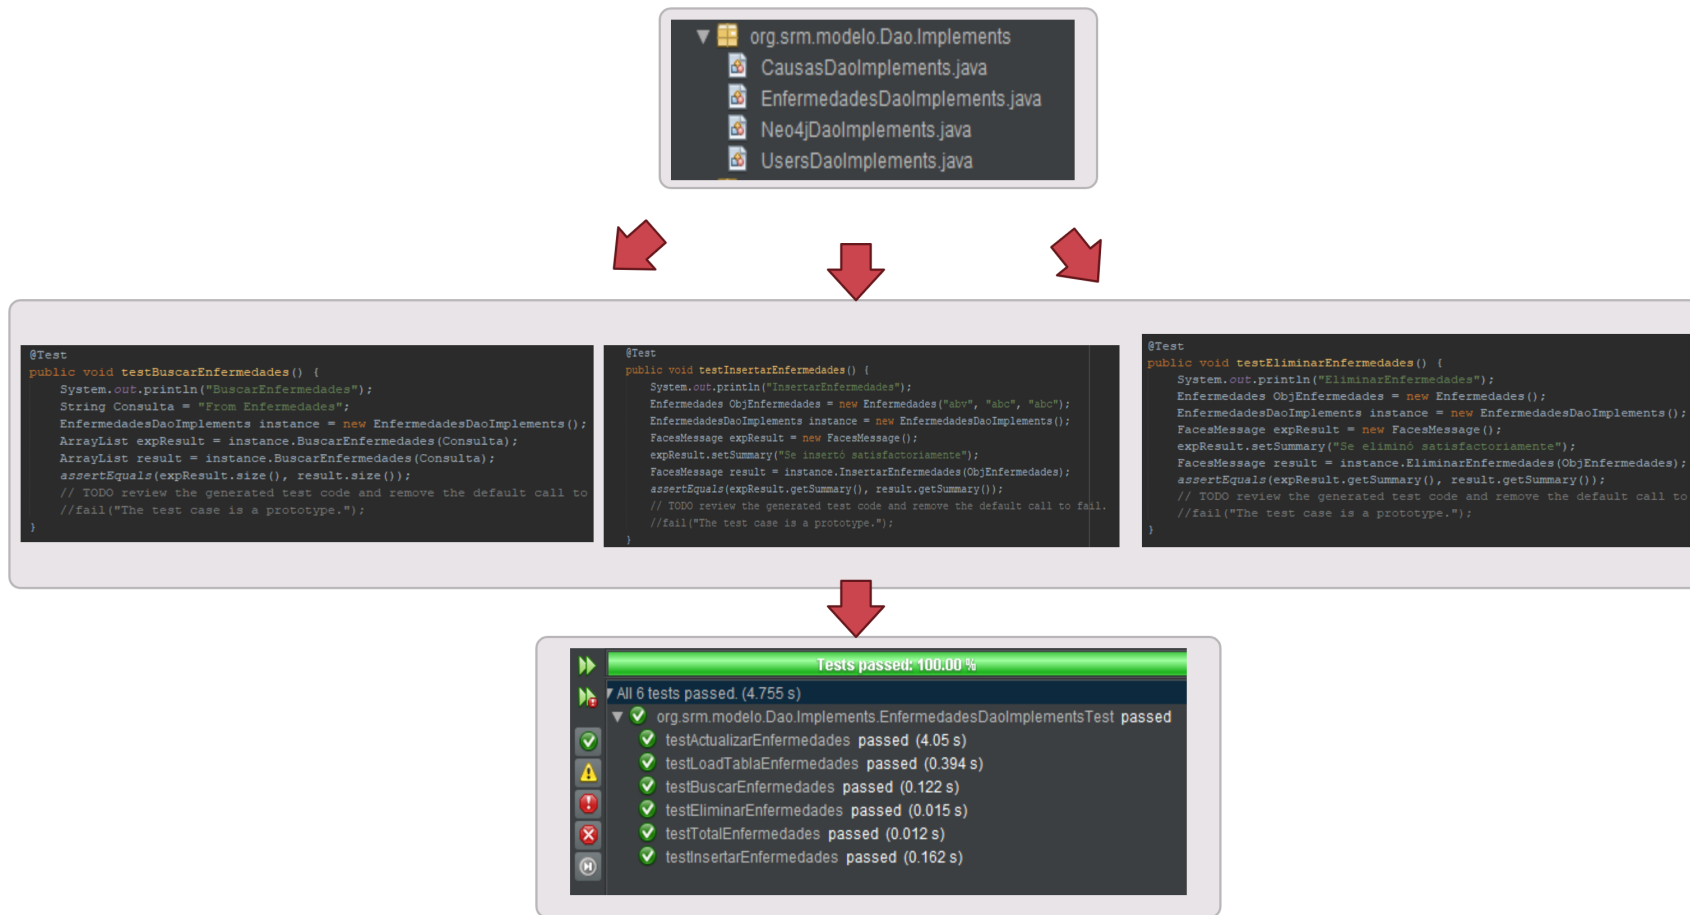 org.srm.modelo.Dao.Implements
CausasDaoImplements.java
EnfermedadesDaoImplements.java
Neo4jDaoImplements.java
UsersDaoImplements.java
@Test
public void testBuscarEnfermedades() {
System.out.println("BuscarEnfermedades");
String Consulta = "From Enfermedades";
EnfermedadesDaoImplements instance = new EnfermedadesDaoImplements();
ArrayList expResult = instance.BuscarEnfermedades(Consulta);
ArrayList result = instance.BuscarEnfermedades(Consulta);
assertEquals(expResult.size(), result.size());
// TODO review the generated test code and remove the default call to
//fail("The test case is a prototype.");
}
@Test
public void testInsertarEnfermedades() {
System.out.println("InsertarEnfermedades");
Enfermedades ObjEnfermedades = new Enfermedades("abv", "abc", "abc");
EnfermedadesDaoImplements instance = new EnfermedadesDaoImplements();
FacesMessage expResult = new FacesMessage();
expResult.setSummary("Se insertó satisfactoriamente");
FacesMessage result = instance.InsertarEnfermedades(ObjEnfermedades);
assertEquals(expResult.getSummary(), result.getSummary());
// TODO review the generated test code and remove the default call to fail.
//fail("The test case is a prototype.");
}
@Test
public void testEliminarEnfermedades() {
System.out.println("EliminarEnfermedades");
Enfermedades ObjEnfermedades = new Enfermedades();
EnfermedadesDaoImplements instance = new EnfermedadesDaoImplements();
FacesMessage expResult = new FacesMessage();
expResult.setSummary("Se eliminó satisfactoriamente");
FacesMessage result = instance.EliminarEnfermedades(ObjEnfermedades);
assertEquals(expResult.getSummary(), result.getSummary());
// TODO review the generated test code and remove the default call to
//fail("The test case is a prototype.");
}
Tests passed: 100.00 %
All 6 tests passed. (4.755 s)
org.srm.modelo.Dao.Implements.EnfermedadesDaoImplementsTest passed
testActualizarEnfermedades passed (4.05 s)
testLoadTablaEnfermedades passed (0.394 s)
testBuscarEnfermedades passed (0.122 s)
testEliminarEnfermedades passed (0.015 s)
testTotalEnfermedades passed (0.012 s)
testInsertarEnfermedades passed (0.162 s)